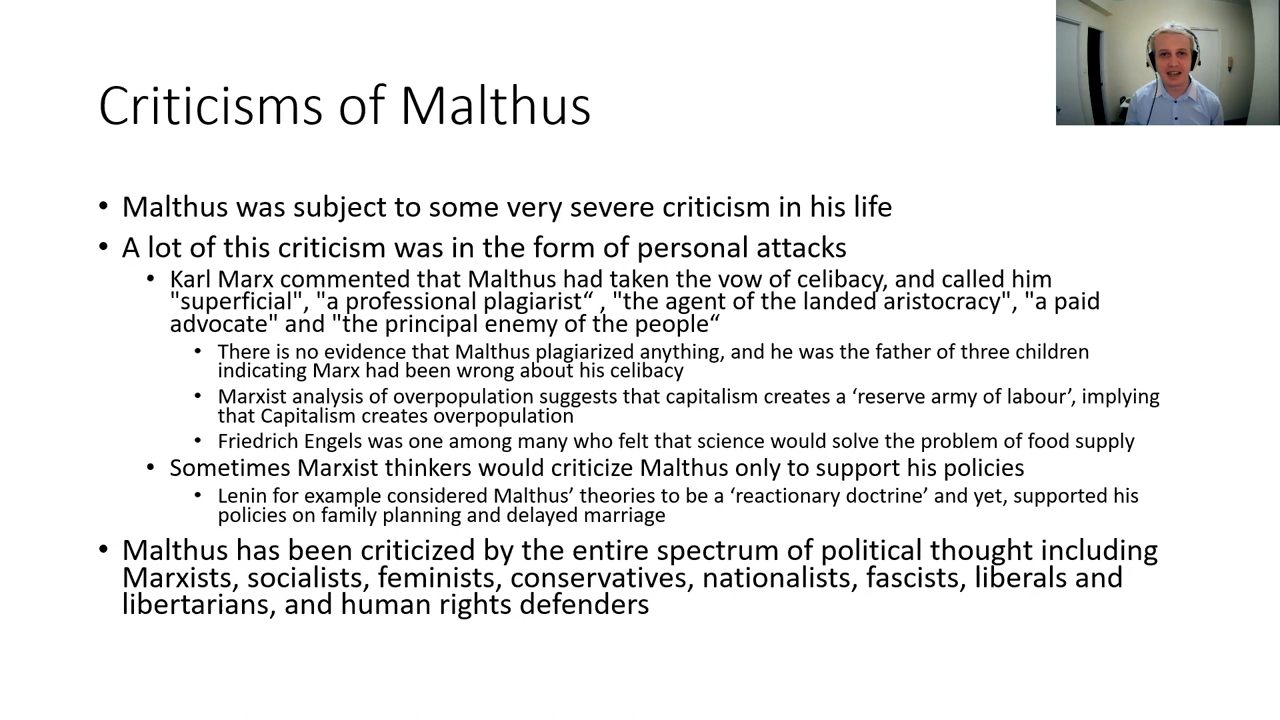 Criticisms of Malthus
• Malthus was subject to some very severe criticism in his life
• A lot of this criticism was in the form of personal attacks
• Karl Marx commented that Malthus had taken the vow of celibacy, and called him
"superficial", "a professional plagiarist“ , "the agent of the landed aristocracy", "a paid
advocate" and "the principal enemy of the people“
• There is no evidence that Malthus plagiarized anything, and he was the father of three children
indicating Marx had been wrong about his celibacy
• Marxist analysis of overpopulation suggests that capitalism creates a ‘reserve army of labour’, implying
that Capitalism creates overpopulation
• Friedrich Engels was one among many who felt that science would solve the problem of food supply
• Sometimes Marxist thinkers would criticize Malthus only to support his policies
• Lenin for example considered Malthus’ theories to be a ‘reactionary doctrine’ and yet, supported his
policies on family planning and delayed marriage
• Malthus has been criticized by the entire spectrum of political thought including
Marxists, socialists, feminists, conservatives, nationalists, fascists, liberals and
libertarians, and human rights defenders